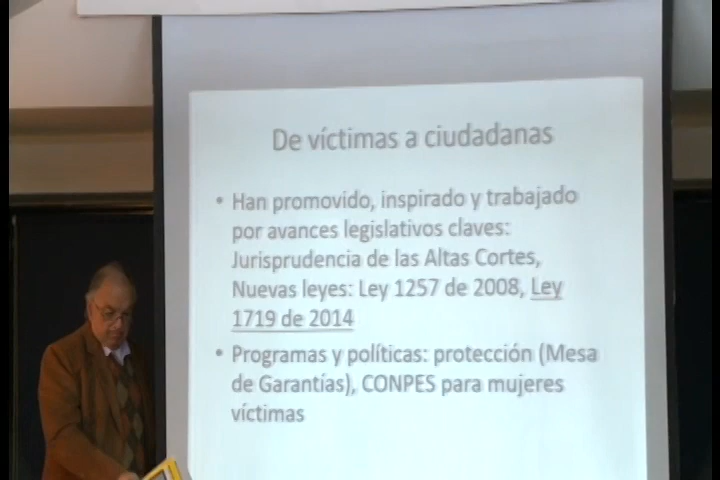 De víctimas a ciudadanas
• Han promovido, inspirado y trabajado
por avances legislativos claves:
Jurisprudencia de las Altas Cortes,
Nuevas leyes: Ley 1257 de 2008, Ley
1719 de 2014
• Programas y políticas: protección (Mesa
de Garantías), CONPES para mujeres
víctimas